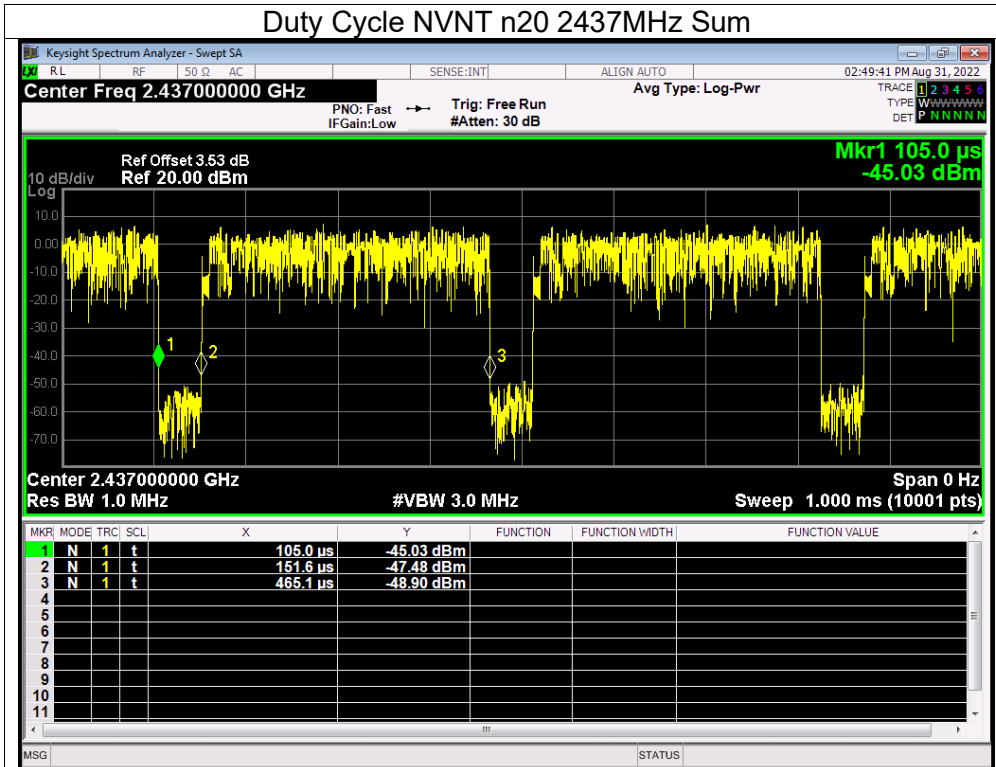 Duty Cycle NVNT n20 2437MHz Sum
Keysight Spectrum Analyzer - Swept SA
LXI RL RF 50 Ω AC SENSE:INT ALIGN AUTO 02:49:41 PM Aug 31, 2022
Center Freq 2.437000000 GHz Avg Type: Log-Pwr TRACE 1 2 3 4 5 6
PNO: Fast Trig: Free Run TYPE WWWWWW
IFGain:Low #Atten: 30 dB DET P N N N N N
Mkr1 105.0 µs
Ref Offset 3.53 dB
10 dB/div Ref 20.00 dBm -45.03 dBm
Log
10.0
0.00
-10.0
-20.0
-30.0
1 2 3
-40.0
-50.0
-60.0
-70.0
Center 2.437000000 GHz Span 0 Hz
Res BW 1.0 MHz #VBW 3.0 MHz Sweep 1.000 ms (10001 pts)
MKR MODE TRC SCL X Y FUNCTION FUNCTION WIDTH FUNCTION VALUE
1 N 1 t 105.0 µs -45.03 dBm
2 N 1 t 151.6 µs -47.48 dBm
3 N 1 t 465.1 µs -48.90 dBm
4
5
6
7
8
9
10
11
MSG STATUS